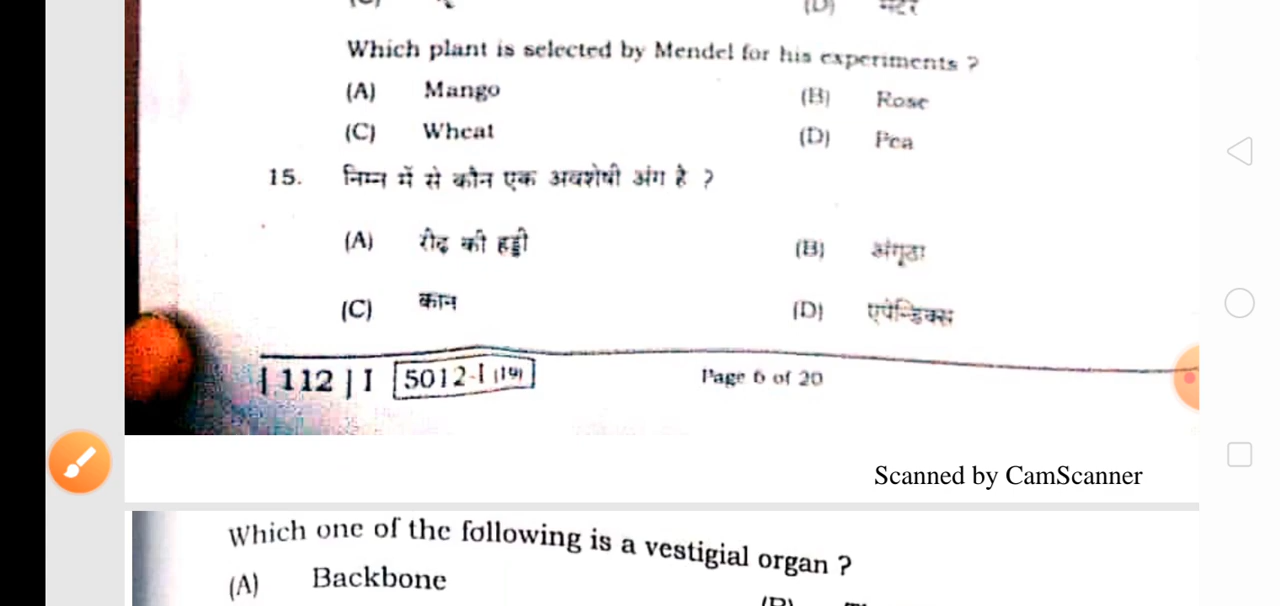 (D) मटर
Which plant is selected by Mendel for his experiments ?
(A) Mango (B) Rose
(C) Wheat (D) Pea
15. निम्न में से कौन एक अवशेषी अंग है ?
(A) रीढ़ की हड्डी (B) अंगूठा
(C) कान (D) एपेन्डिक्स
[ 112 ] I 5012-I (19) Page 6 of 20
Scanned by CamScanner
Which one of the following is a vestigial organ ?
(A) Backbone